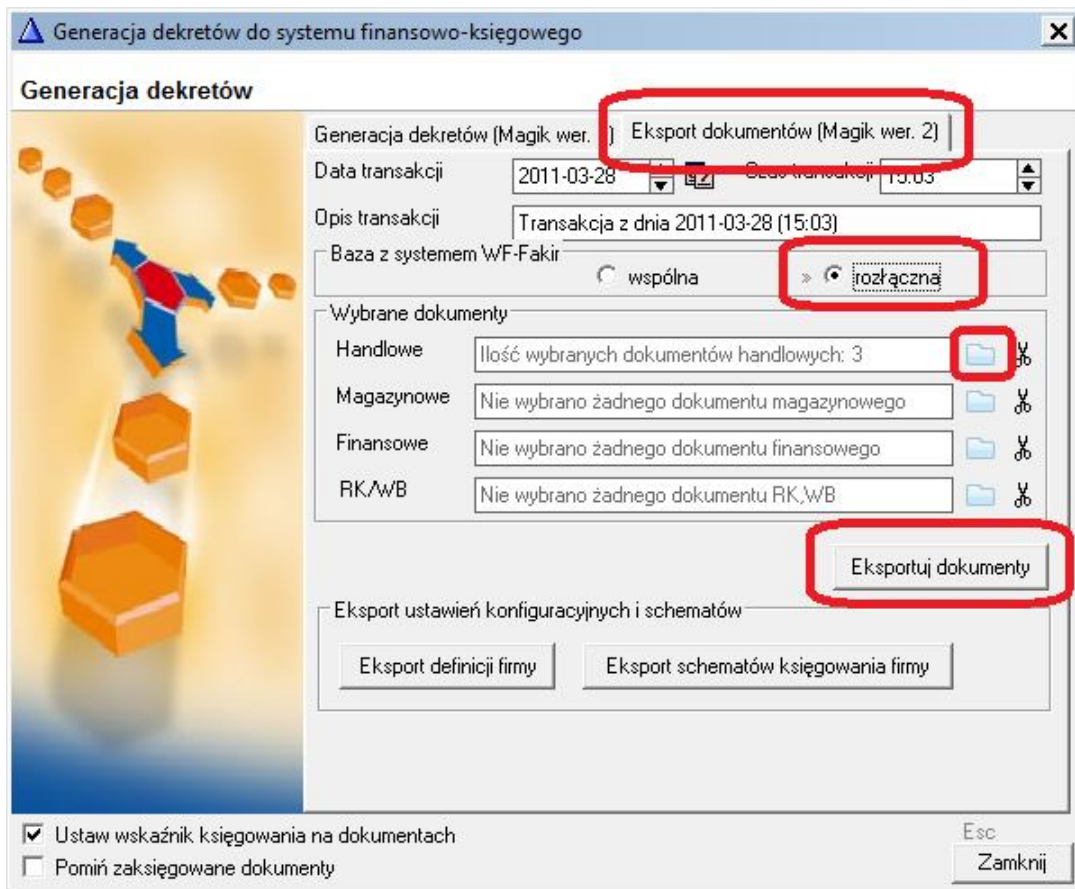 Generacja dekretów do systemu finansowo-księgowego
Generacja dekretów
Generacja dekretów (Magik wer. ) Eksport dokumentów (Magik wer. 2)
Data transakcji 2011-03-28 Czas transakcji 15:03
Opis transakcji Transakcja z dnia 2011-03-28 (15:03)
Baza z systemem WF-Fakir
wspólna » rozłączna
Wybrane dokumenty
Handlowe Ilość wybranych dokumentów handlowych: 3
Magazynowe Nie wybrano żadnego dokumentu magazynowego
Finansowe Nie wybrano żadnego dokumentu finansowego
RK/WB Nie wybrano żadnego dokumentu RK,WB
Eksportuj dokumenty
Eksport ustawień konfiguracyjnych i schematów
Eksport definicji firmy Eksport schematów księgowania firmy
Ustaw wskaźnik księgowania na dokumentach Esc
Pomiń zaksięgowane dokumenty Zamknij